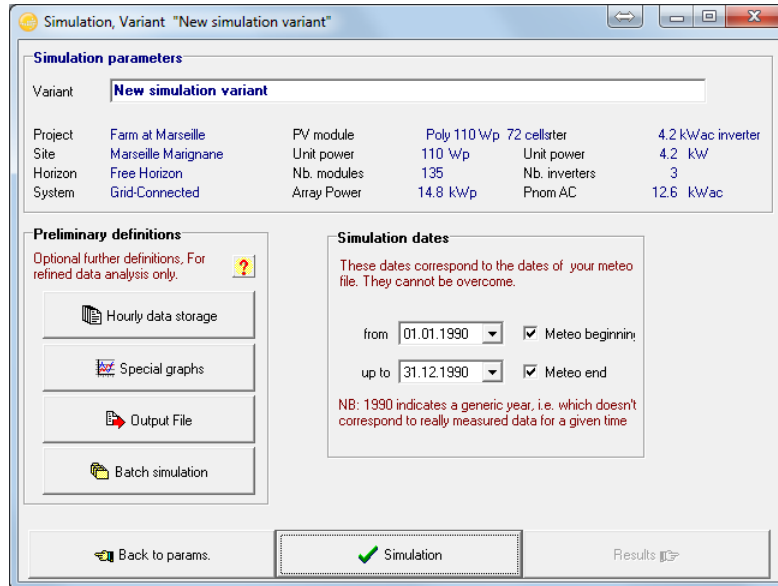 Simulation, Variant "New simulation variant"
Simulation parameters
Variant New simulation variant
Project Farm at Marseille PV module Poly 110 Wp 72 cells rter 4.2 kWac inverter
Site Marseille Marignane Unit power 110 Wp Unit power 4.2 kW
Horizon Free Horizon Nb. modules 135 Nb. inverters 3
System Grid-Connected Array Power 14.8 kWp Pnom AC 12.6 kWac
Preliminary definitions
Optional further definitions, For
refined data analysis only.
?
Hourly data storage
Special graphs
Output File
Batch simulation
Simulation dates
These dates correspond to the dates of your meteo
file. They cannot be overcome.
from 01.01.1990 Meteo beginnin
up to 31.12.1990 Meteo end
NB: 1990 indicates a generic year, i.e. which doesn't
correspond to really measured data for a given time
Back to params.
Simulation
Results